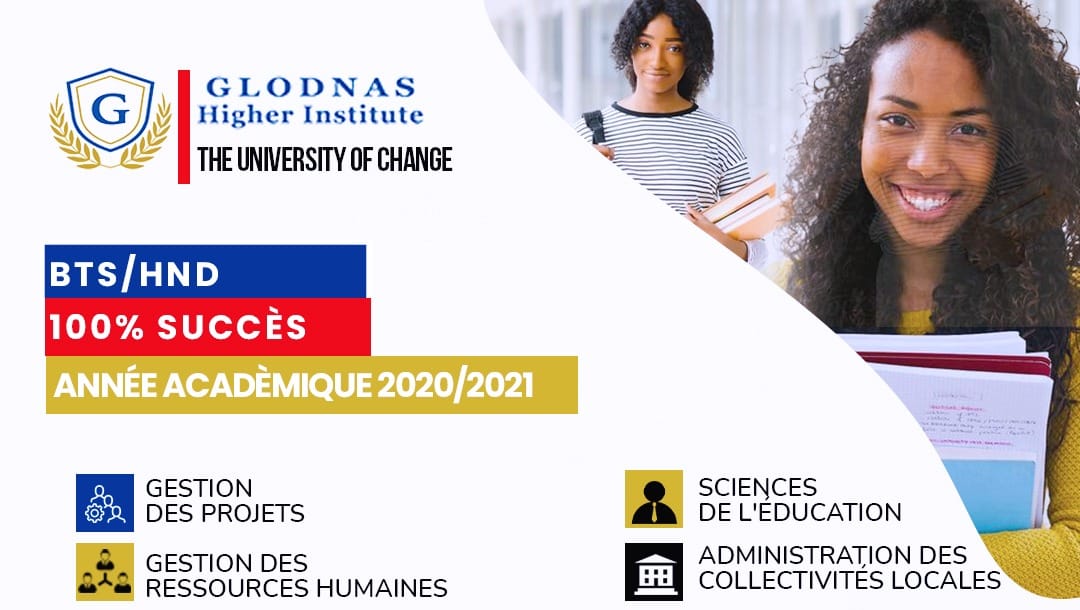 G
GLODNAS
Higher Institute
THE UNIVERSITY OF CHANGE
BTS/HND
100% SUCCÈS
ANNÉE ACADÈMIQUE 2020/2021
GESTION
DES PROJETS
GESTION DES
RESSOURCES HUMAINES
SCIENCES
DE L'ÉDUCATION
ADMINISTRATION DES
COLLECTIVITÉS LOCALES